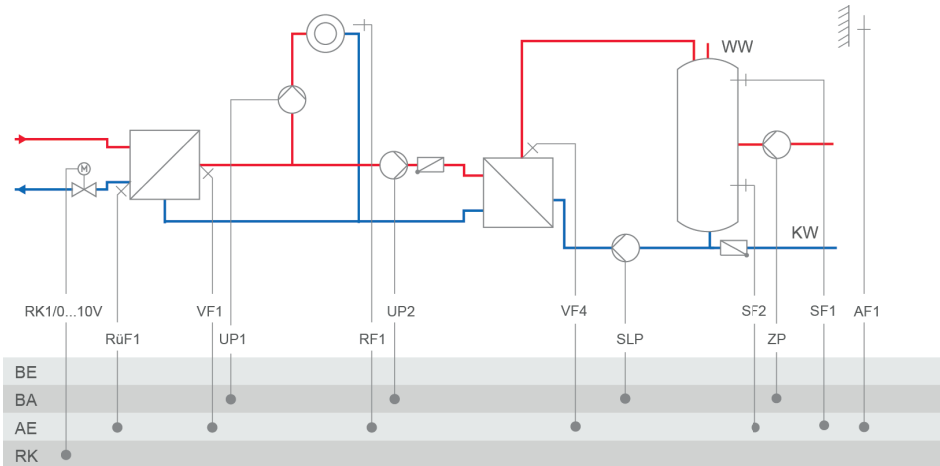 WW
M
KW
RK1/0...10V VF1 UP2 VF4 SF2 SF1 AF1
RüF1 UP1 RF1 SLP ZP
BE
BA
AE
RK